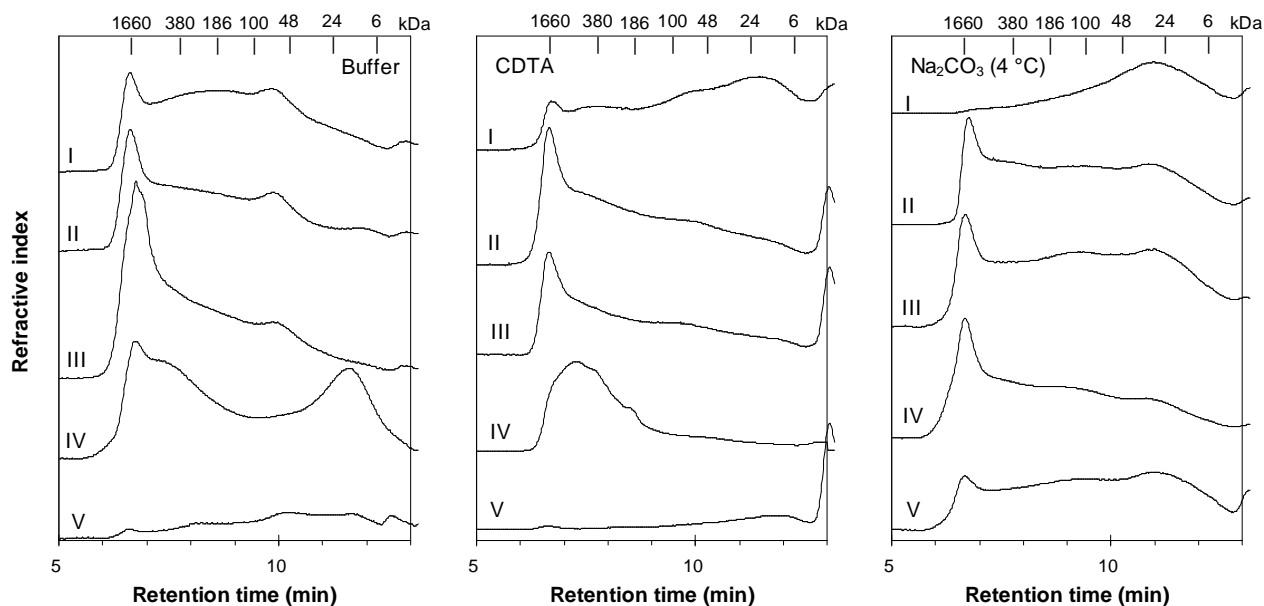 1660 380 186 100 48 24 6 kDa
1660 380 186 100 48 24 6 kDa
1660 380 186 100 48 24 6 kDa
Buffer
CDTA
Na₂CO₃ (4 °C)
Refractive index
I
II
III
IV
V
I
II
III
IV
V
I
II
III
IV
V
5 10
5 10
5 10
Retention time (min)
Retention time (min)
Retention time (min)